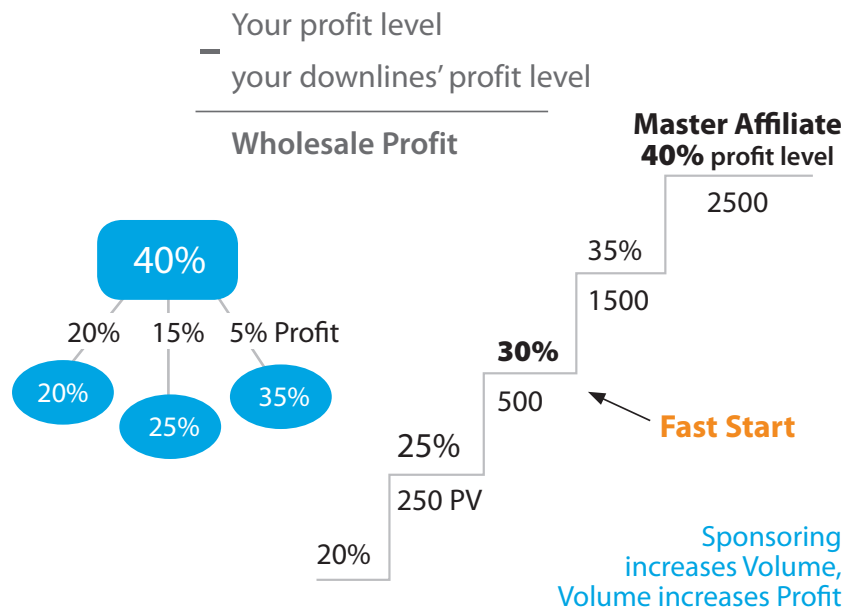 Your profit level
–
your downlines’ profit level
Wholesale Profit
Master Affiliate
40% profit level
2500
35%
1500
30%
500
Fast Start
25%
250 PV
20%
40%
20% 15% 5% Profit
20%
25%
35%
Sponsoring
increases Volume,
Volume increases Profit